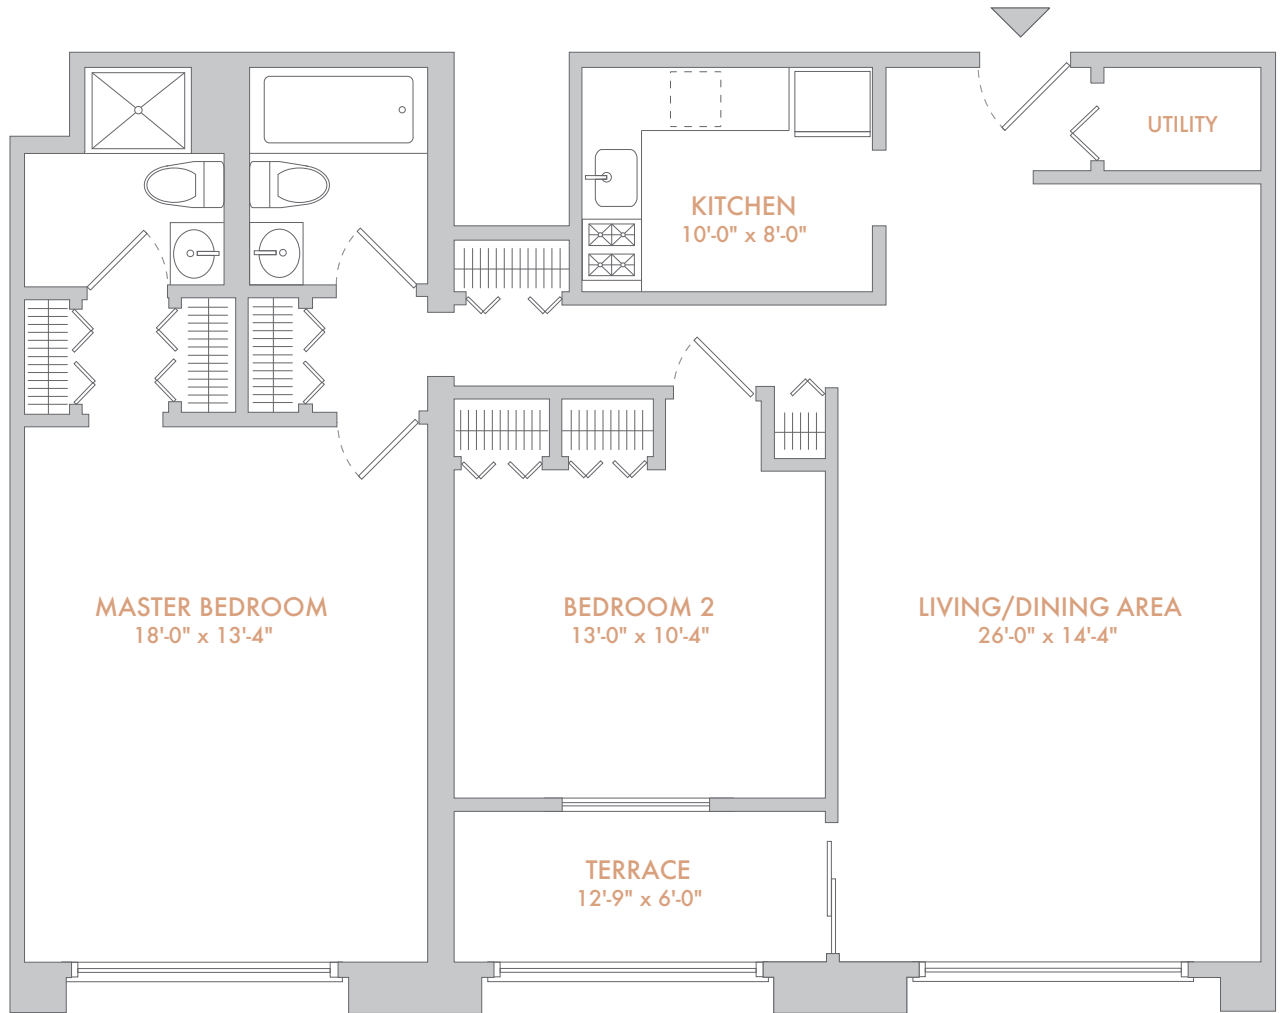 UTILITY
KITCHEN
10'-0" x 8'-0"
MASTER BEDROOM
18'-0" x 13'-4"
BEDROOM 2
13'-0" x 10'-4"
LIVING/DINING AREA
26'-0" x 14'-4"
TERRACE
12'-9" x 6'-0"